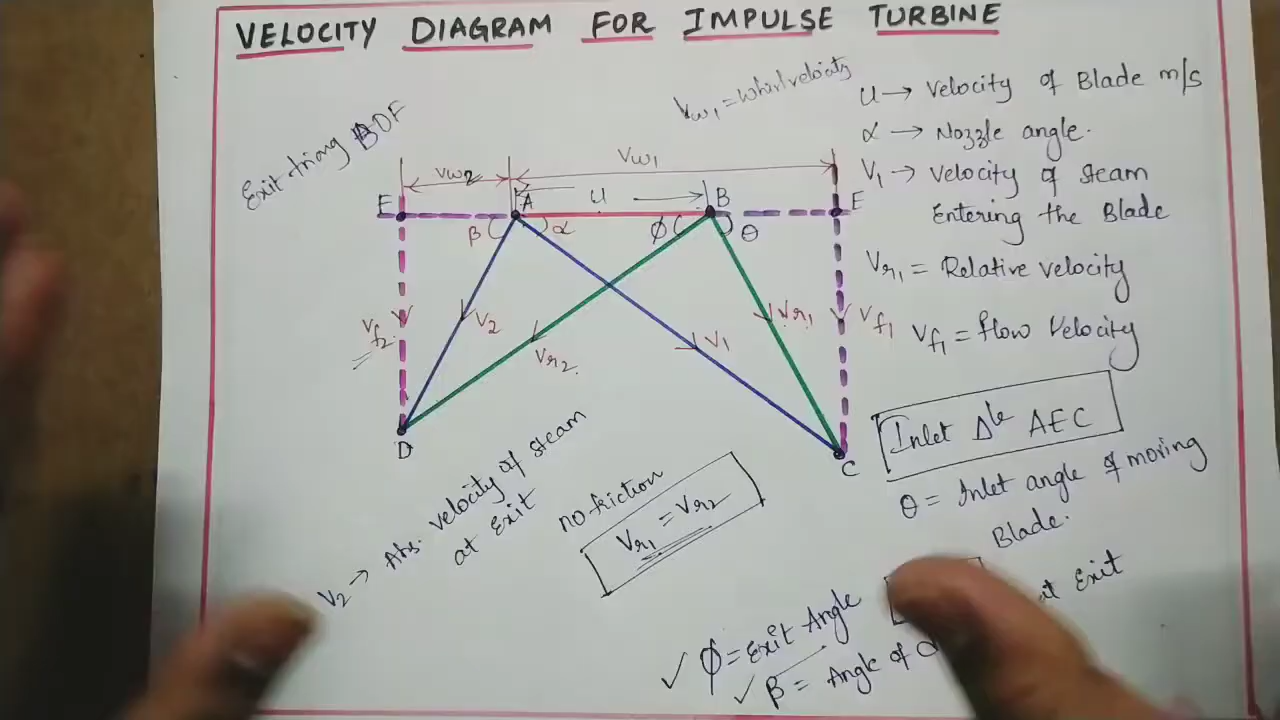 VELOCITY DIAGRAM FOR IMPULSE TURBINE
Vw1 = Whirl velocity
U → Velocity of Blade m/s
α → Nozzle angle.
V1 → Velocity of steam
Entering the Blade
Vr1 = Relative velocity
Vf1 = flow Velocity
Inlet Δle AEC
θ = Inlet angle of moving
Blade.
Exit triang BDF
Vw2
Vw1
F
A
U
B
E
β
α
φ
θ
Vf2
V2
Vr2
V1
Vr1
Vf1
D
C
V2 → Abs. velocity of steam
at Exit
no friction
Vr1 = Vr2
✓ φ = Exit Angle
✓ β = Angle of
at Exit